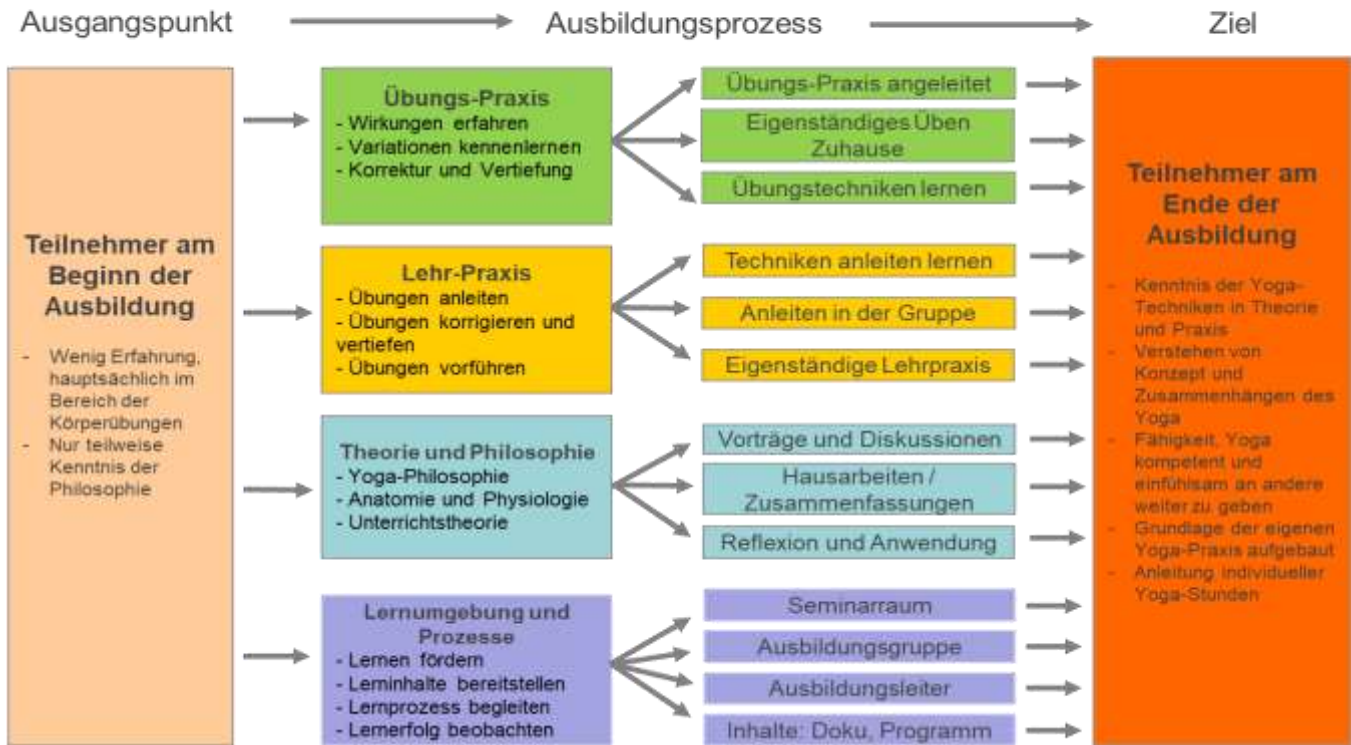 Ausgangspunkt
Ausbildungsprozess
Ziel
Teilnehmer am
Beginn der
Ausbildung
- Wenig Erfahrung,
hauptsächlich im
Bereich der
Körperübungen
- Nur teilweise
Kenntnis der
Philosophie
Übungs-Praxis
- Wirkungen erfahren
- Variationen kennenlernen
- Korrektur und Vertiefung
Übungs-Praxis angeleitet
Eigenständiges Üben
Zuhause
Übungstechniken lernen
Lehr-Praxis
- Übungen anleiten
- Übungen korrigieren und
vertiefen
- Übungen vorführen
Techniken anleiten lernen
Anleiten in der Gruppe
Eigenständige Lehrpraxis
Theorie und Philosophie
- Yoga-Philosophie
- Anatomie und Physiologie
- Unterrichtstheorie
Vorträge und Diskussionen
Hausarbeiten /
Zusammenfassungen
Reflexion und Anwendung
Lernumgebung und
Prozesse
- Lernen fördern
- Lerninhalte bereitstellen
- Lernprozess begleiten
- Lernerfolg beobachten
Seminarraum
Ausbildungsgruppe
Ausbildungsleiter
Inhalte: Doku, Programm
Teilnehmer am
Ende der
Ausbildung
- Kenntnis der Yoga-
Techniken in Theorie
und Praxis
- Verstehen von
Konzept und
Zusammenhängen des
Yoga
- Fähigkeit, Yoga
kompetent und
einfühlsam an andere
weiter zu geben
- Grundlage der eigenen
Yoga-Praxis aufgebaut
- Anleitung individueller
Yoga-Stunden